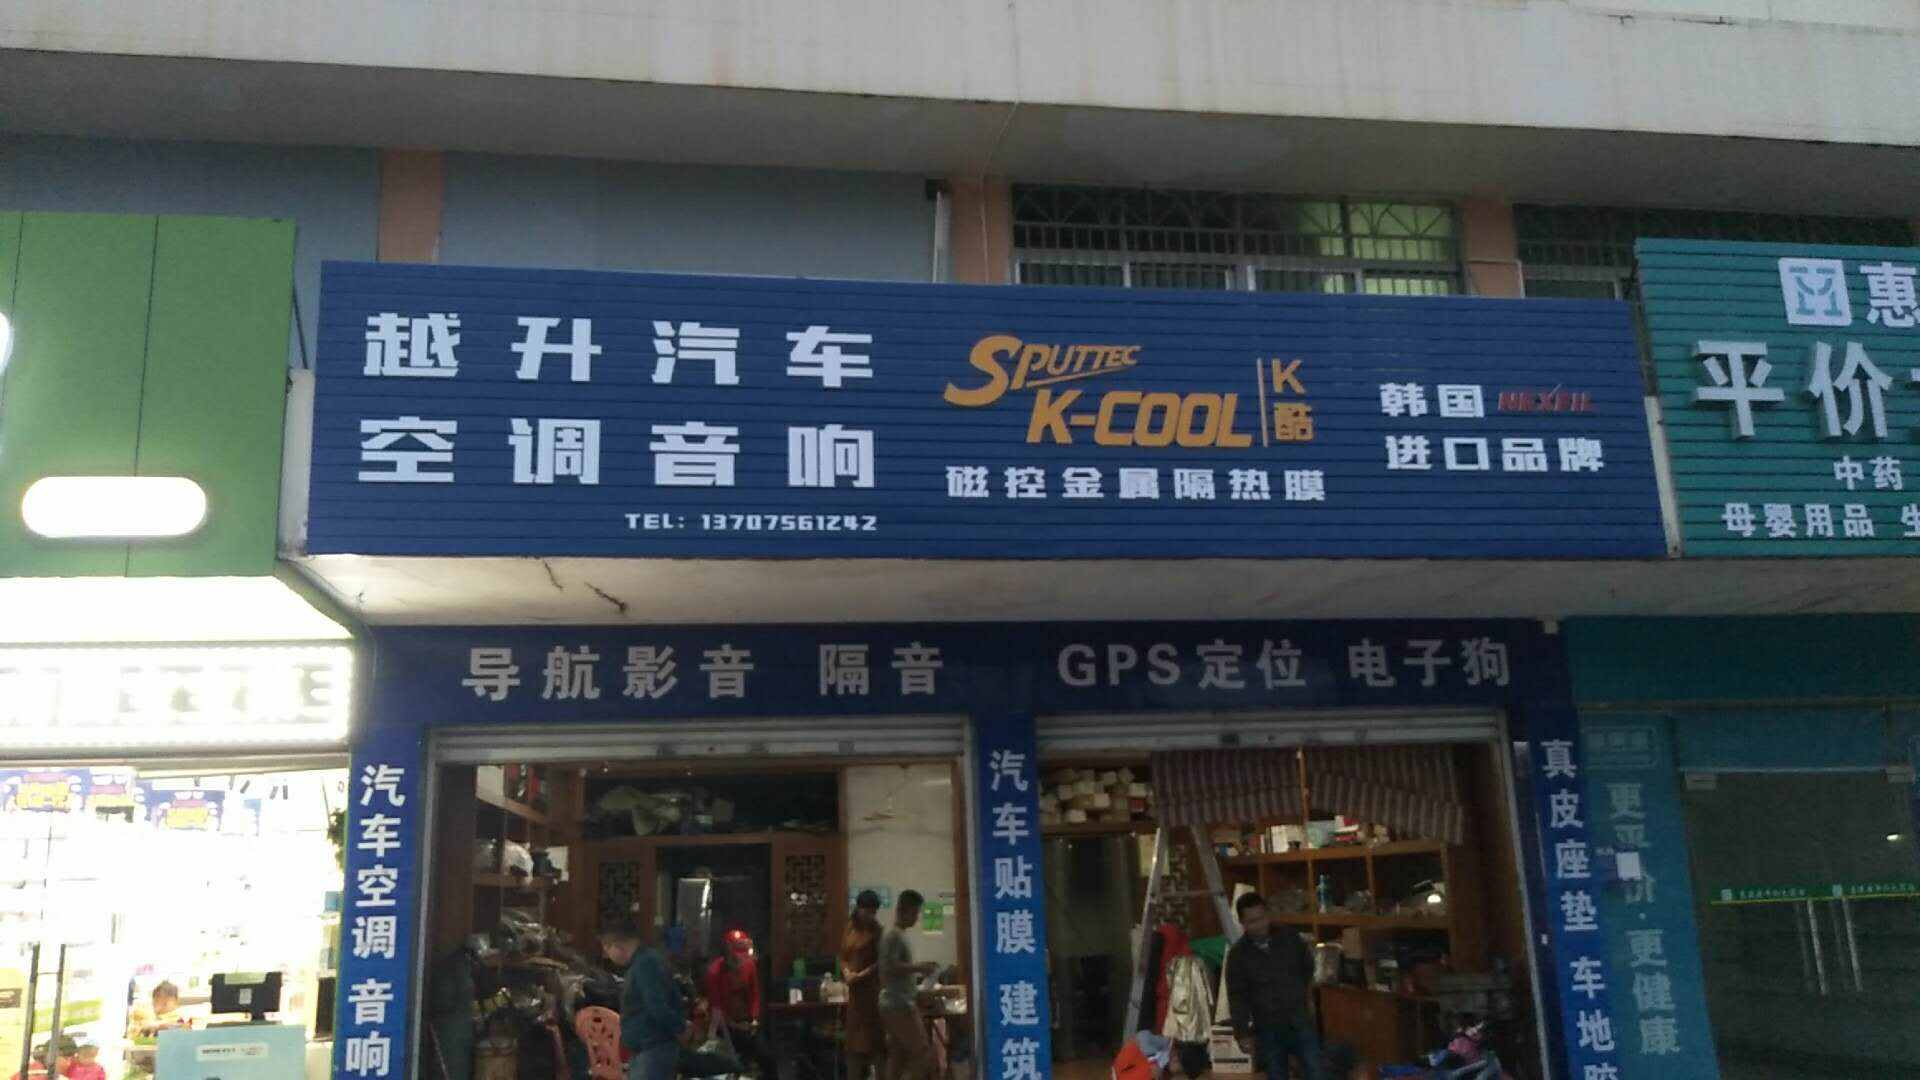 越升汽车
空调音响
TEL: 13707561242
SPUTTEC
K-COOL
K
酷
磁控金属隔热膜
韩国 NEXFIL
进口品牌
惠
平价
中药
母婴用品 生
导航影音 隔音
GPS定位 电子狗
汽车空调 音响
汽车贴膜 建筑
真皮座垫 车地胶
更平价·更健康